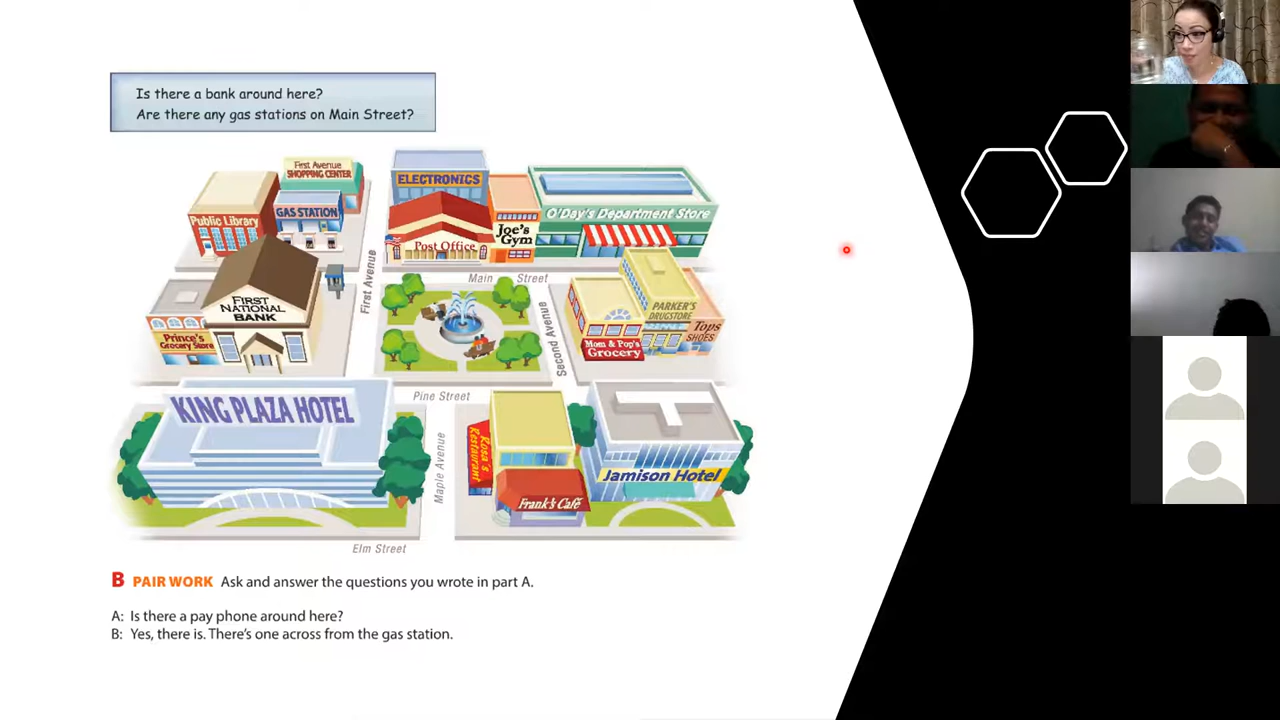 Is there a bank around here?
Are there any gas stations on Main Street?
First Avenue
SHOPPING CENTER
Public Library
GAS STATION
ELECTRONICS
Post Office
JOE'S
GYM
O'Day's Department Store
Main Street
First Avenue
FIRST
NATIONAL
BANK
Prince's
Grocery Store
Second Avenue
PARKER'S
DRUGSTORE
Tops
SHOES
Mom & Pop's
Grocery
Pine Street
KING PLAZA HOTEL
Maple Avenue
Rosa's
Restaurant
Frank's Café
Jamison Hotel
Elm Street
B PAIR WORK Ask and answer the questions you wrote in part A.
A: Is there a pay phone around here?
B: Yes, there is. There's one across from the gas station.